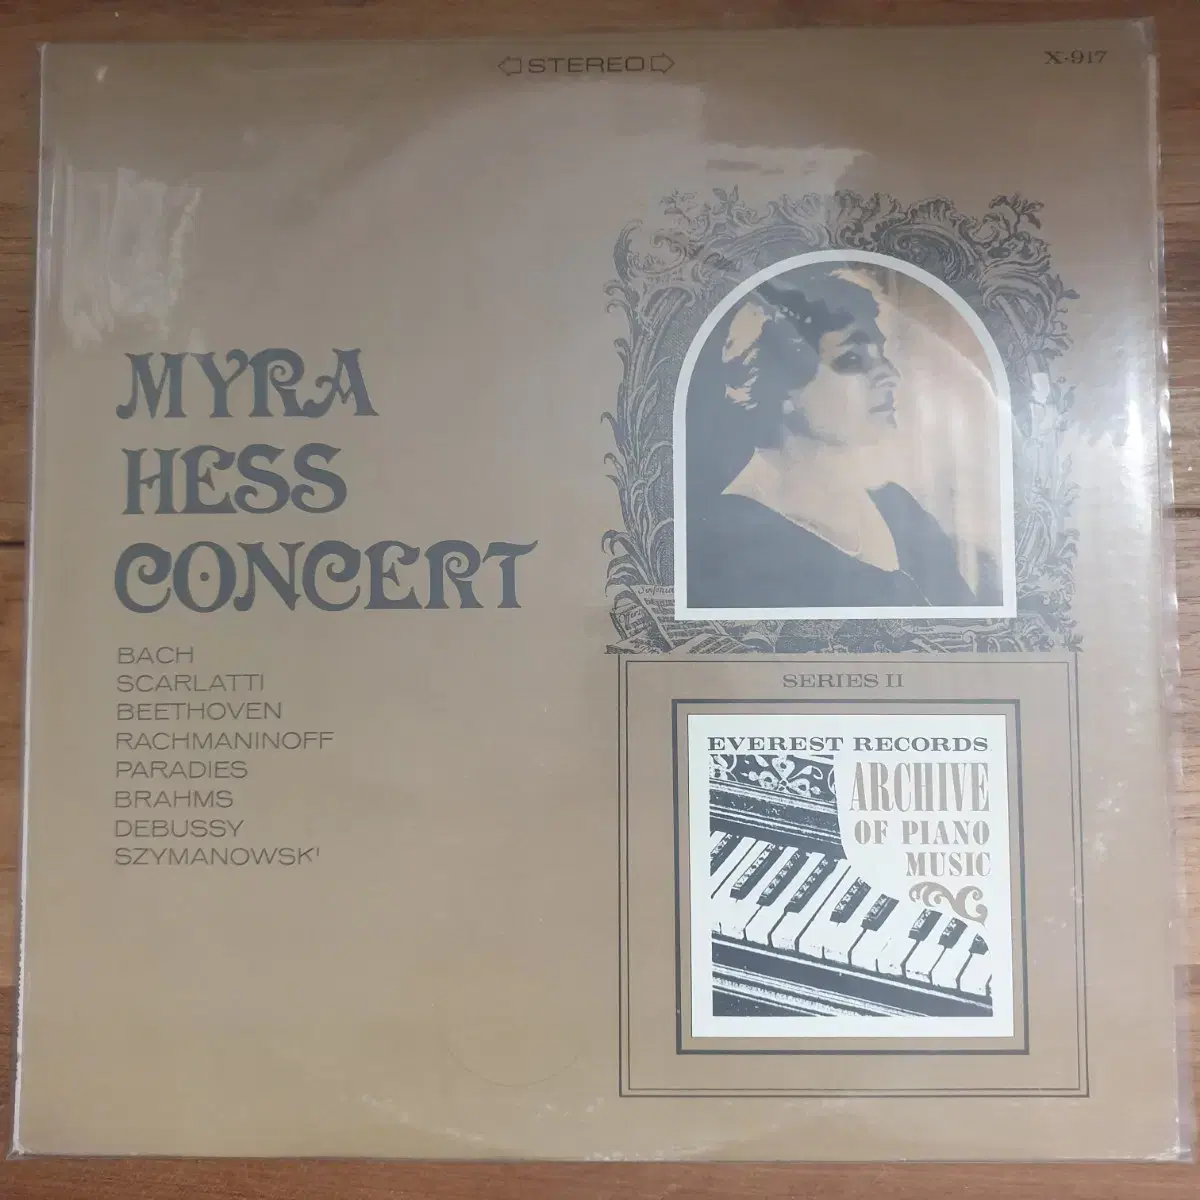 STEREO
X-917
MYRA
HESS
CONCERT
BACH
SCARLATTI
BEETHOVEN
RACHMANINOFF
PARADIES
BRAHMS
DEBUSSY
SZYMANOWSKI
SERIES II
EVEREST RECORDS
ARCHIVE
OF PIANO
MUSIC